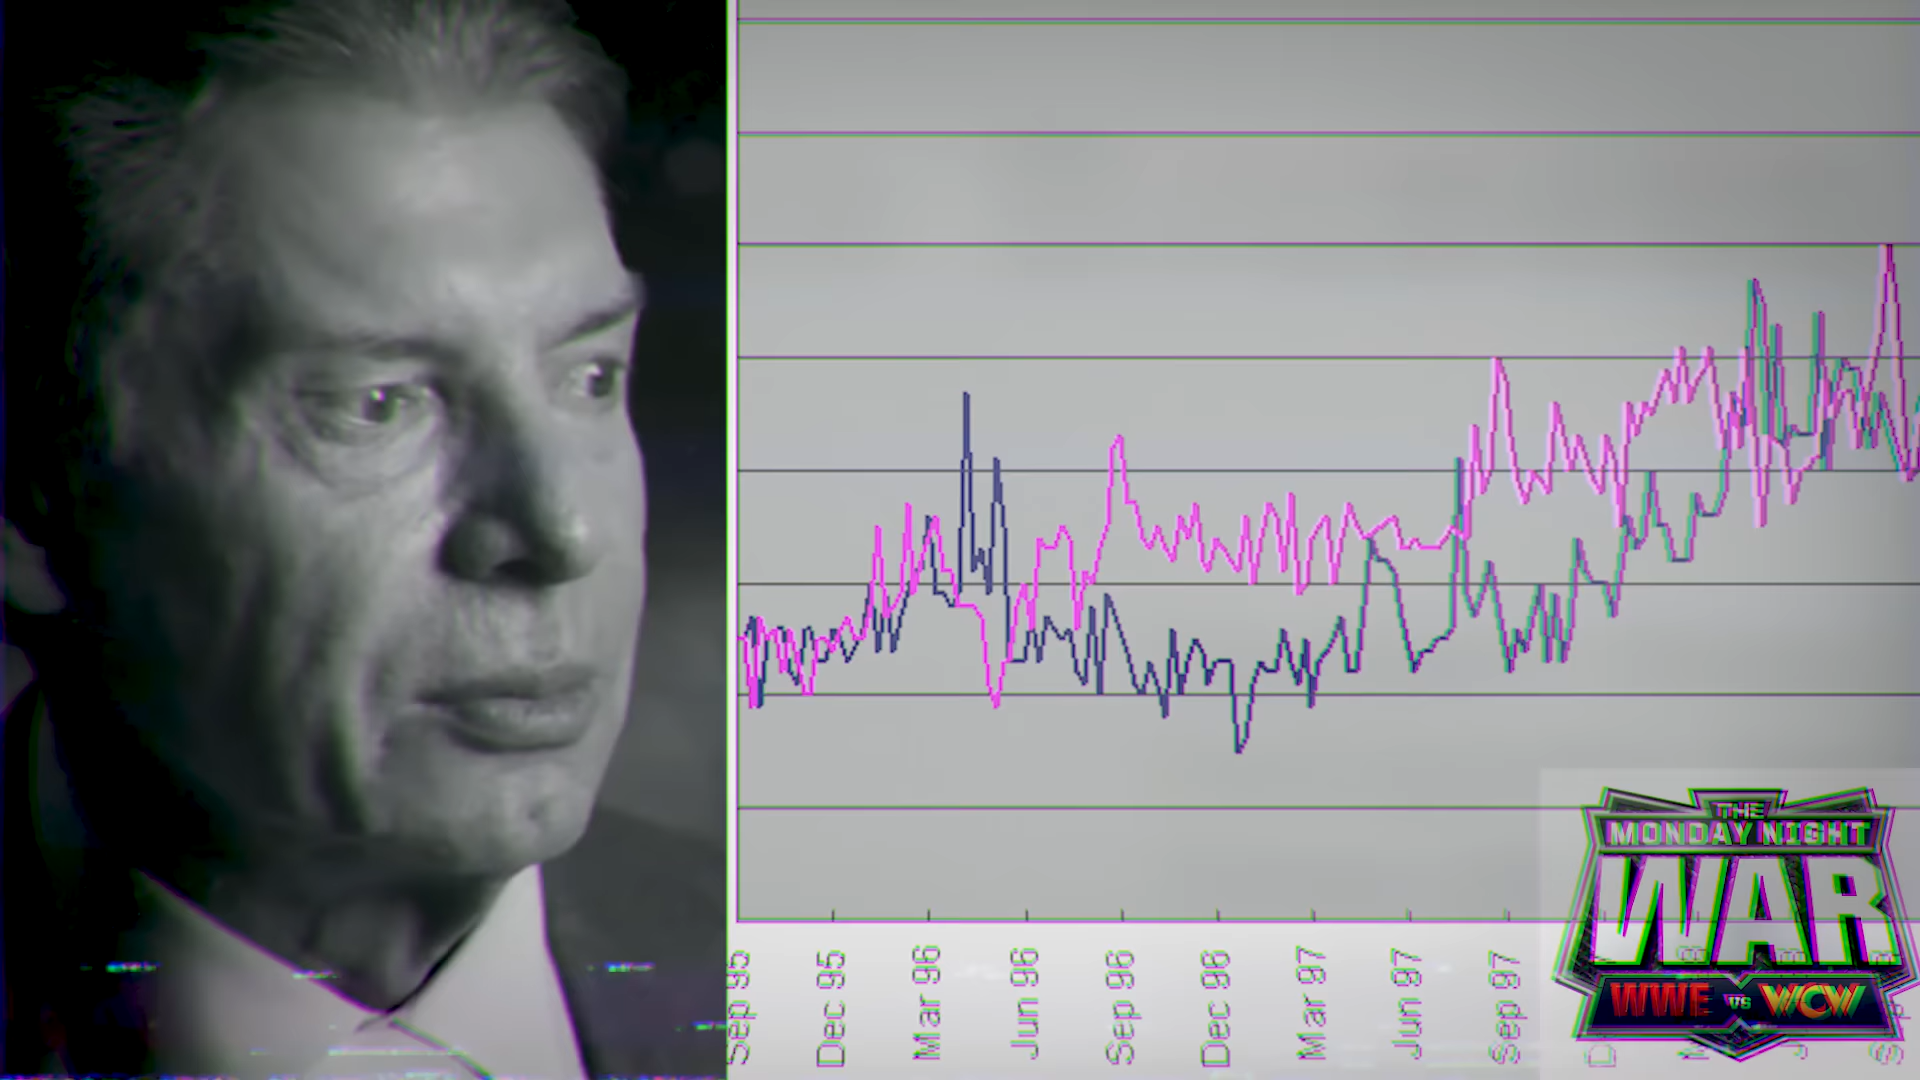 Sep 95
Dec 95
Mar 96
Jun 96
Sep 96
Dec 96
Mar 97
Jun 97
Sep 97
THE
MONDAY NIGHT
WAR
WWE VS WCW